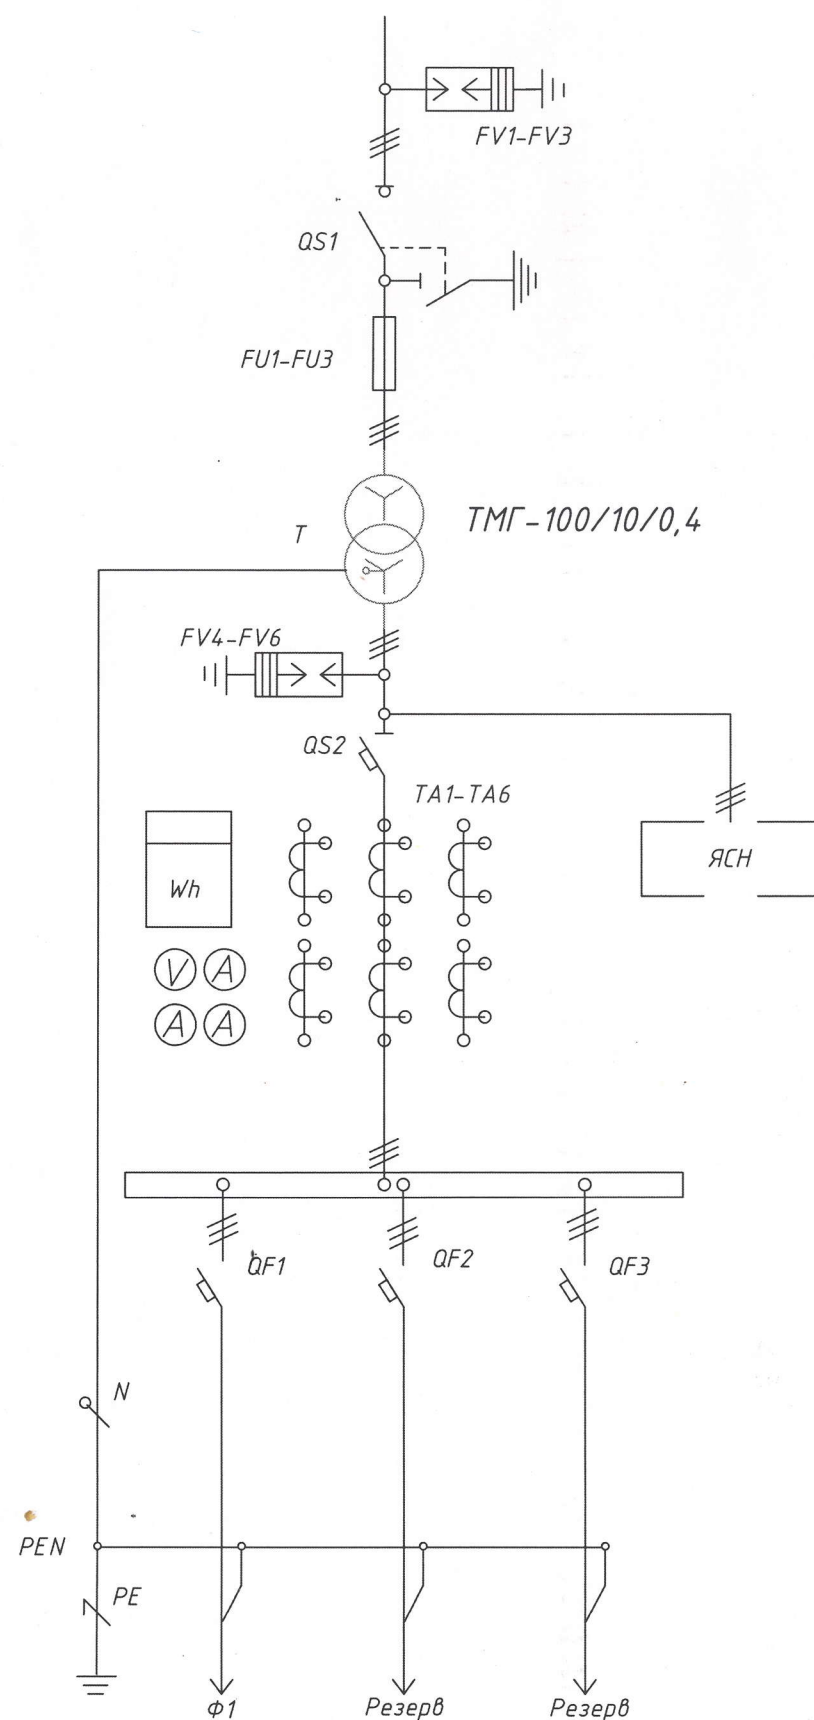 FV1-FV3
QS1
FU1-FU3
T
ТМГ-100/10/0,4
FV4-FV6
QS2
TA1-TA6
Wh
ЯСН
V A
A A
QF1
QF2
QF3
N
PEN
PE
Ф1
Резерв
Резерв